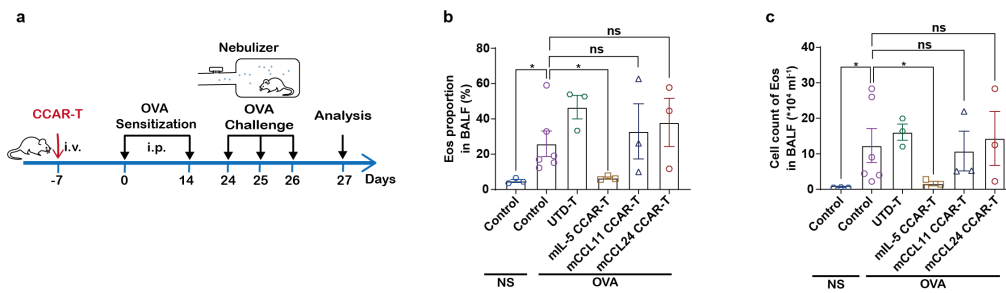 a
Nebulizer
CCAR-T
OVA
Sensitization
OVA
Challenge
Analysis
i.v.
i.p.
-7
0
14
24
25
26
27
Days
b
ns
ns
*
*
Eos proportion
in BALF (%)
80
60
40
20
0
Control
Control
UTD-T
mIL-5 CCAR-T
mCCL11 CCAR-T
mCCL24 CCAR-T
NS
OVA
c
ns
ns
*
*
Cell count of Eos
in BALF (*10⁴ ml⁻¹)
40
30
20
10
0
Control
Control
UTD-T
mIL-5 CCAR-T
mCCL11 CCAR-T
mCCL24 CCAR-T
NS
OVA